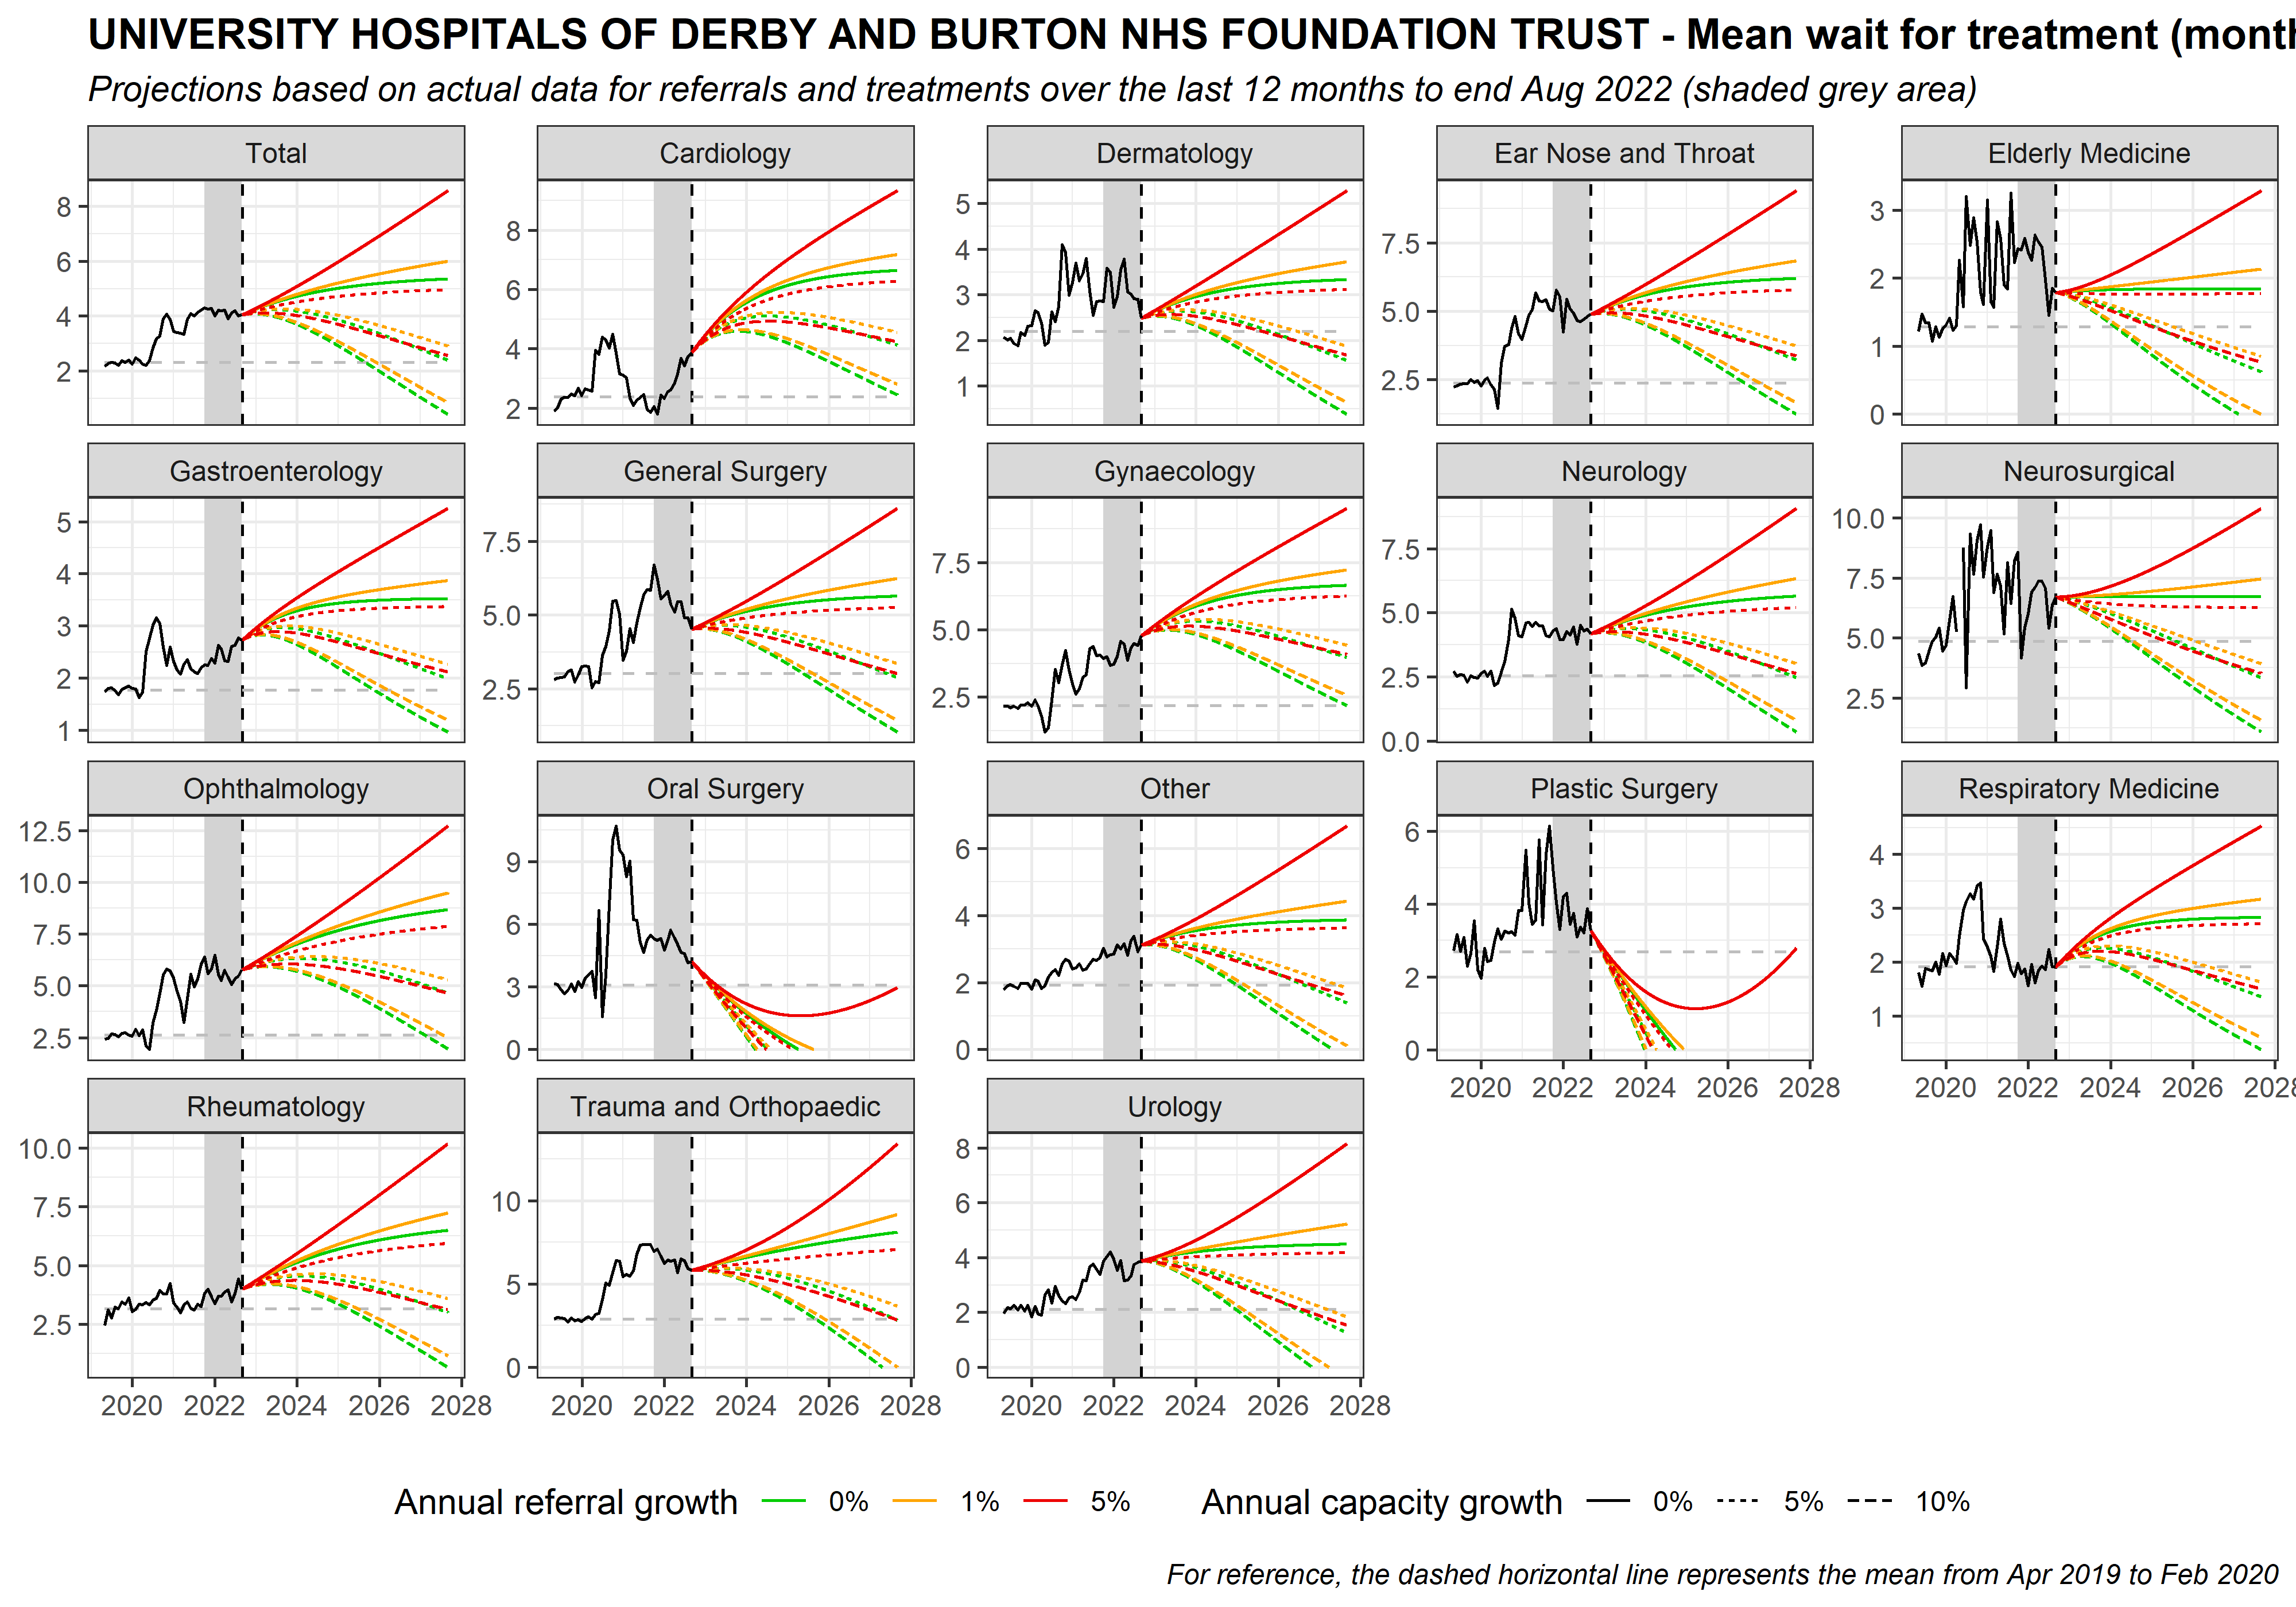 UNIVERSITY HOSPITALS OF DERBY AND BURTON NHS FOUNDATION TRUST - Mean wait for treatment (month
Projections based on actual data for referrals and treatments over the last 12 months to end Aug 2022 (shaded grey area)
Total Cardiology Dermatology Ear Nose and Throat Elderly Medicine
8 6 4 2
8 6 4 2
5 4 3 2 1
7.5 5.0 2.5
3 2 1 0
Gastroenterology General Surgery Gynaecology Neurology Neurosurgical
5 4 3 2 1
7.5 5.0 2.5
7.5 5.0 2.5
7.5 5.0 2.5 0.0
10.0 7.5 5.0 2.5
Ophthalmology Oral Surgery Other Plastic Surgery Respiratory Medicine
12.5 10.0 7.5 5.0 2.5
9 6 3 0
6 4 2 0
6 4 2 0
4 3 2 1
2020 2022 2024 2026 2028
2020 2022 2024 2026 2028
Rheumatology Trauma and Orthopaedic Urology
10.0 7.5 5.0 2.5
10 5 0
8 6 4 2 0
2020 2022 2024 2026 2028
2020 2022 2024 2026 2028
2020 2022 2024 2026 2028
Annual referral growth 0% 1% 5% Annual capacity growth 0% 5% 10%
For reference, the dashed horizontal line represents the mean from Apr 2019 to Feb 2020